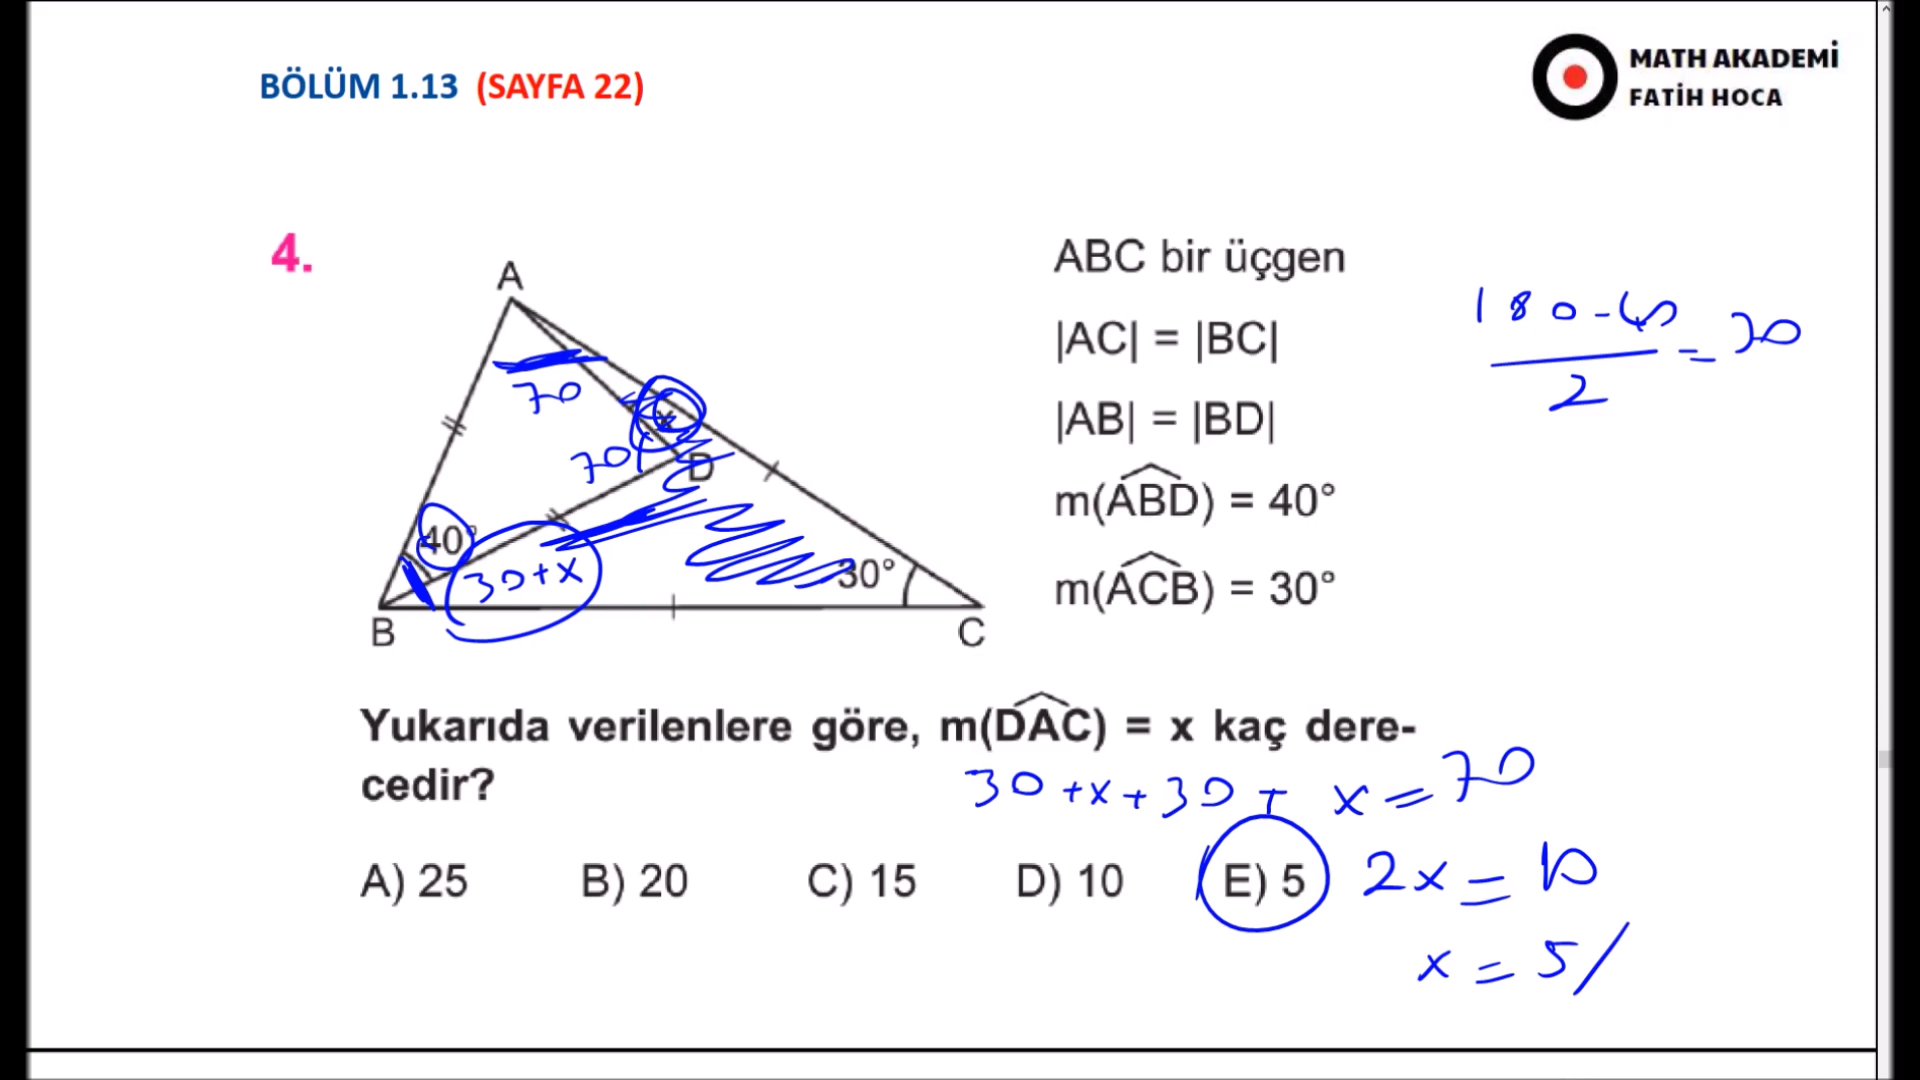 BÖLÜM 1.13 (SAYFA 22)
MATH AKADEMİ
FATİH HOCA
4.
A
ABC bir üçgen
|AC| = |BC|
|AB| = |BD|
m(ABD) = 40°
m(ACB) = 30°
180-40
2
= 70
70
x
70
D
40°
30+x
30°
B
C
Yukarıda verilenlere göre, m(DAC) = x kaç dere-
cedir?
30+x+30+x=70
A) 25 B) 20 C) 15 D) 10 E) 5
2x=10
x=5/